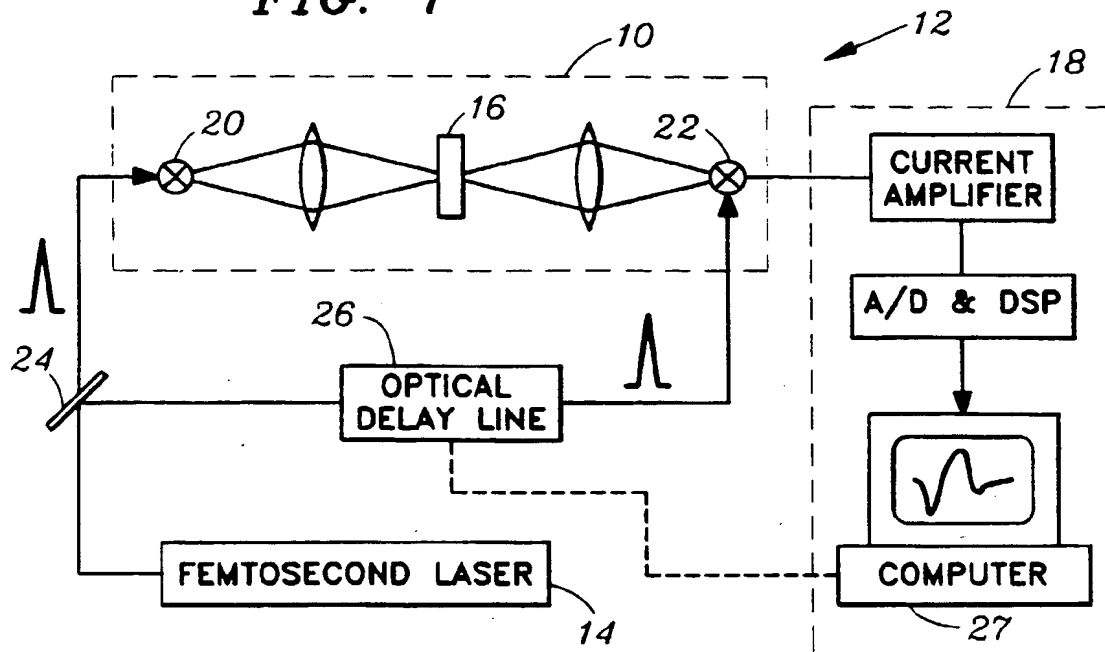 FIG.
12
10
18
20
16
22
CURRENT
AMPLIFIER
A/D & DSP
24
26
OPTICAL
DELAY LINE
FEMTOSECOND LASER
14
COMPUTER
27